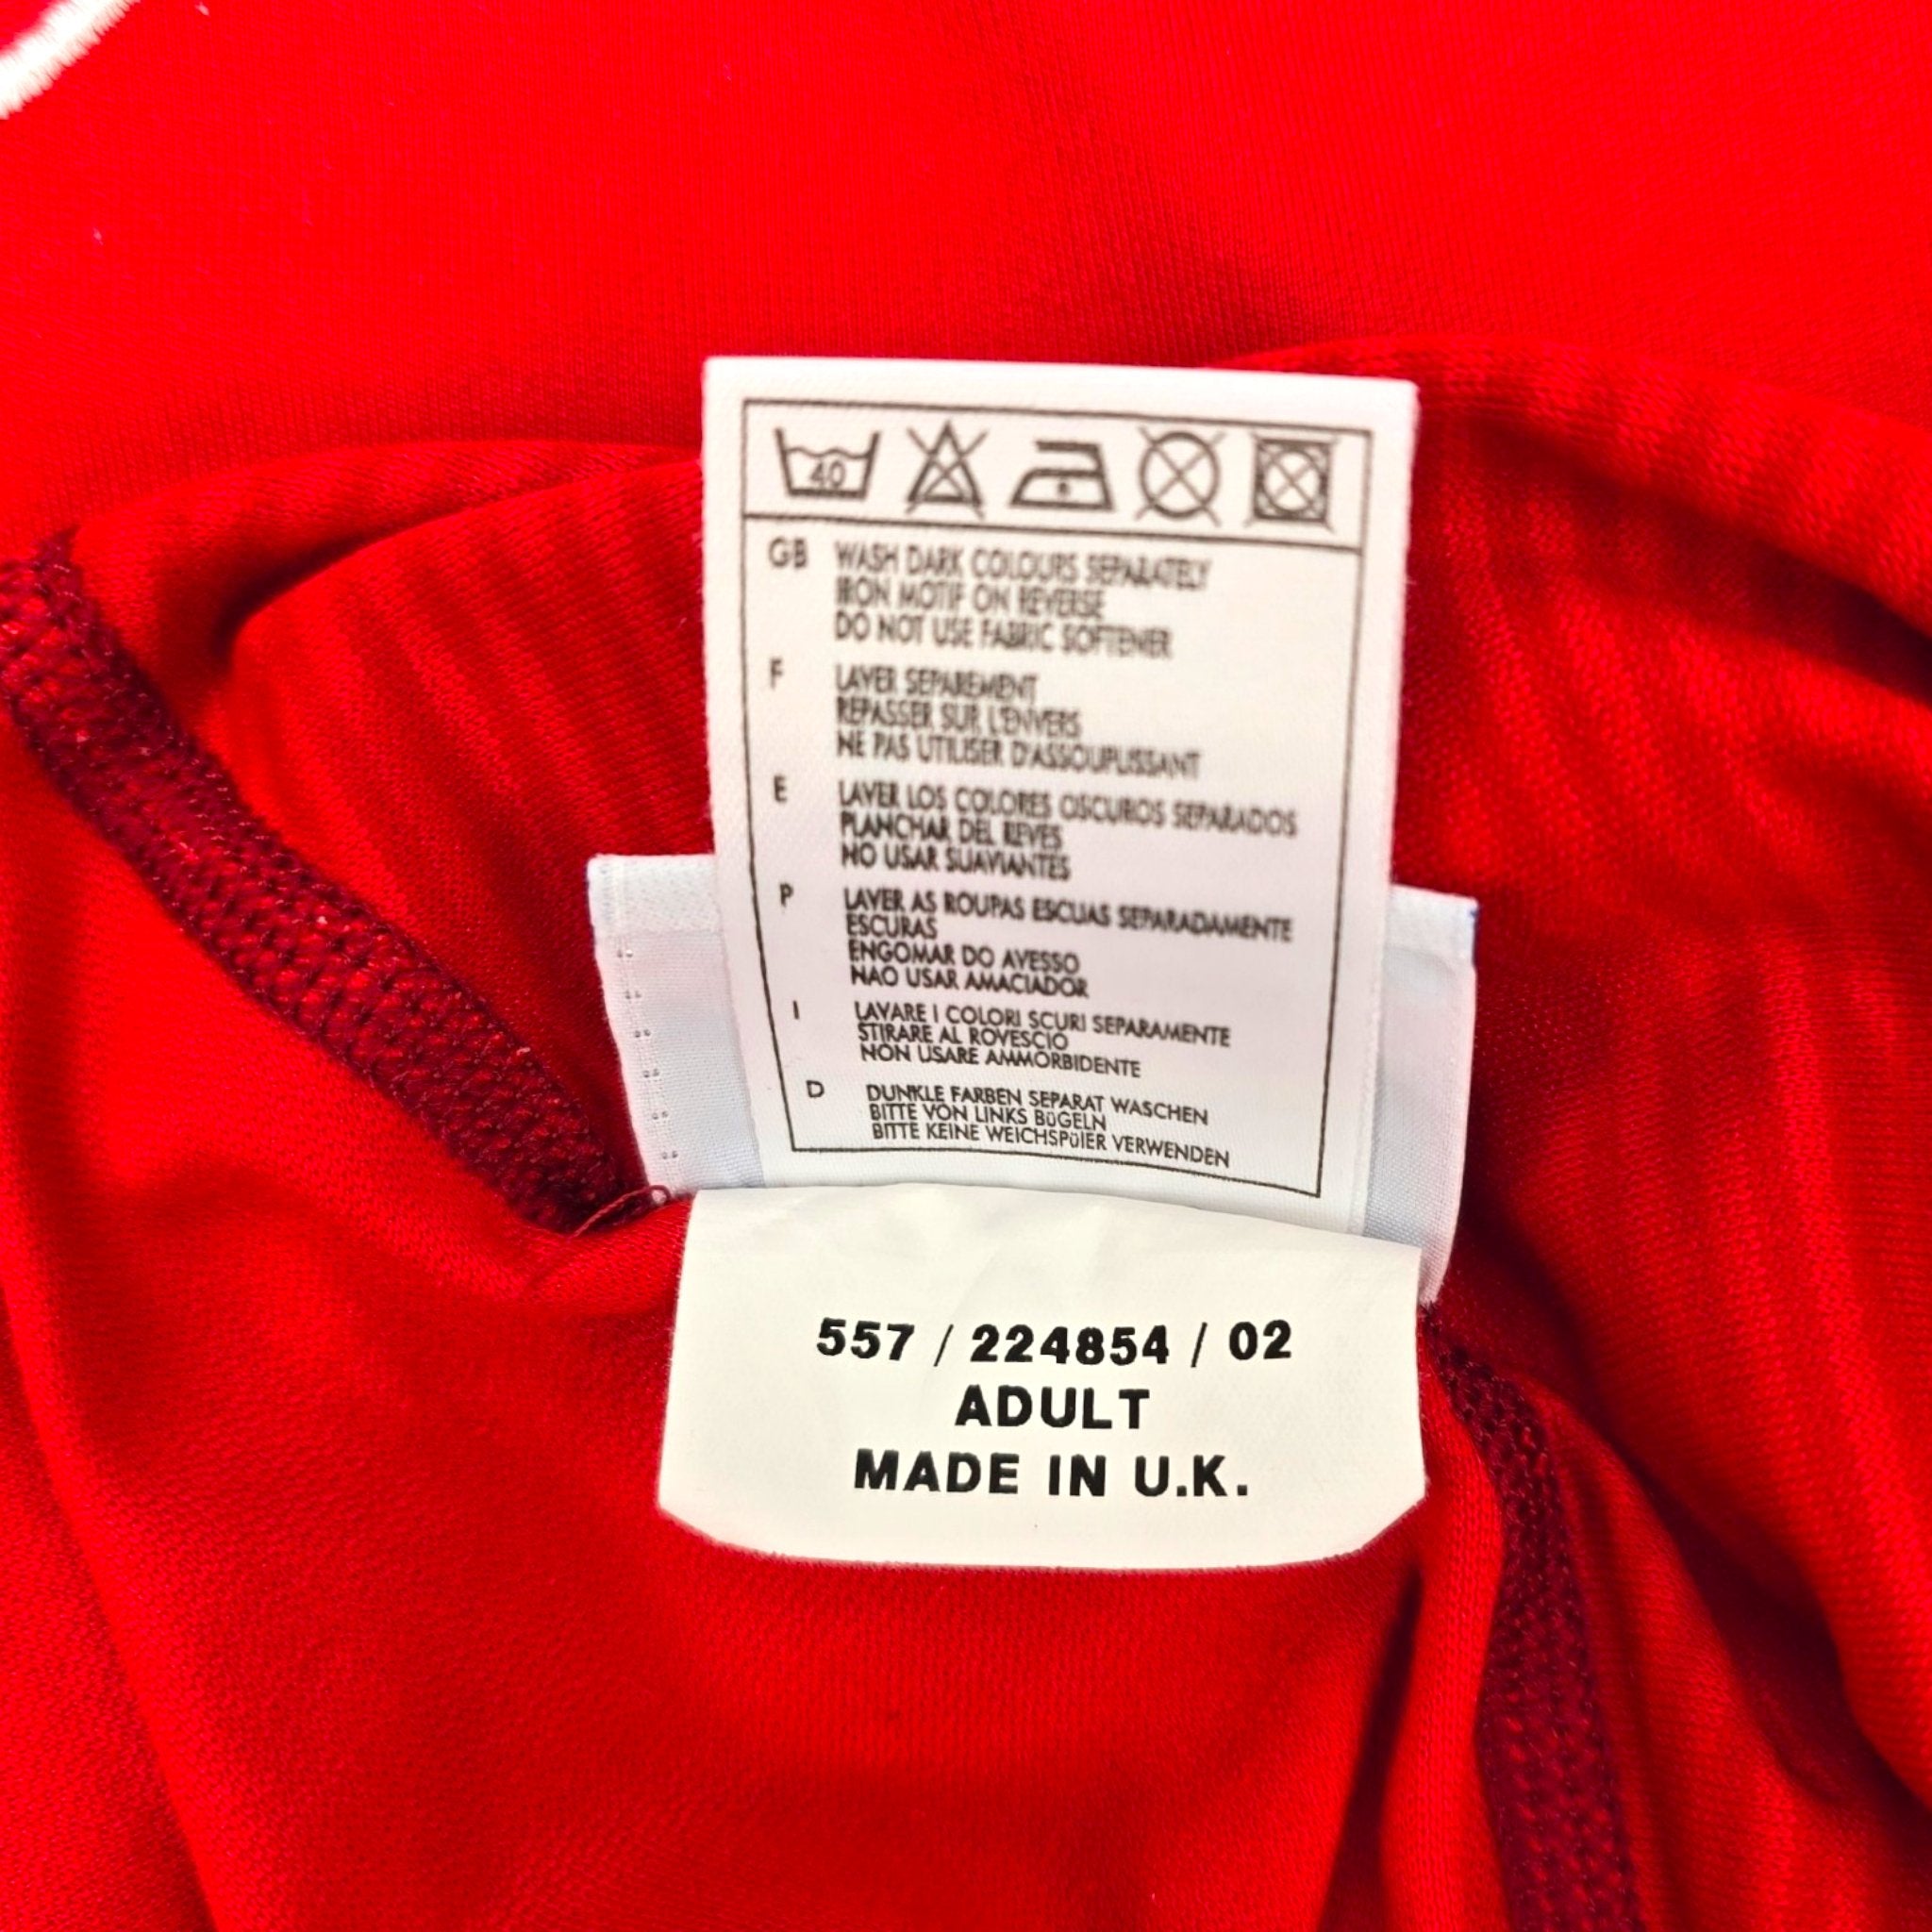 40
GB WASH DARK COLOURS SEPARATELY
IRON MOTIF ON REVERSE
DO NOT USE FABRIC SOFTENER
F LAVER SEPAREMENT
REPASSER SUR L'ENVERS
NE PAS UTILISER D'ASSOUPLISSANT
E LAVER LOS COLORES OSCUROS SEPARADOS
PLANCHAR DEL REVES
NO USAR SUAVIANTES
P LAVER AS ROUPAS ESCUAS SEPARADAMENTE
ESCURAS
ENGOMAR DO AVESSO
NAO USAR AMACIADOR
I LAVARE I COLORI SCURI SEPARAMENTE
STIRARE AL ROVESCIO
NON USARE AMMORBIDENTE
D DUNKLE FARBEN SEPARAT WASCHEN
BITTE VON LINKS BüGELN
BITTE KEINE WEICHSPüIER VERWENDEN
557 / 224854 / 02
ADULT
MADE IN U.K.